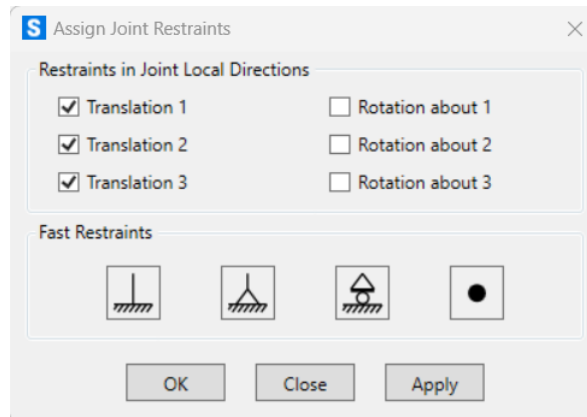 S Assign Joint Restraints
Restraints in Joint Local Directions
Translation 1 Rotation about 1
Translation 2 Rotation about 2
Translation 3 Rotation about 3
Fast Restraints
OK Close Apply